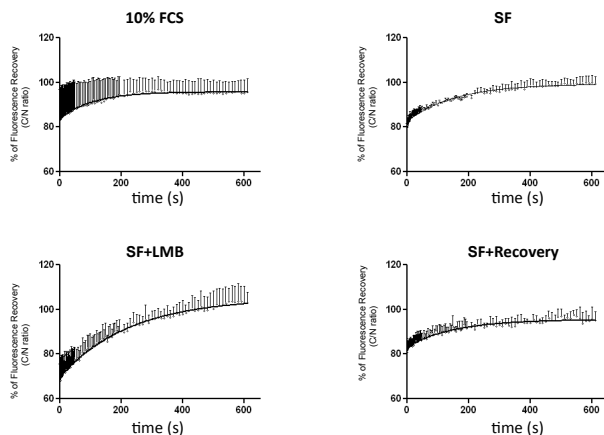 10% FCS
% of Fluorescence Recovery
(C/N ratio)
120
100
80
60
0
200
400
600
time (s)
SF
% of Fluorescence Recovery
(C/N ratio)
120
100
80
60
0
200
400
600
time (s)
SF+LMB
% of Fluorescence Recovery
(C/N ratio)
120
100
80
60
0
200
400
600
time (s)
SF+Recovery
% of Fluorescence Recovery
(C/N ratio)
120
100
80
60
0
200
400
600
time (s)